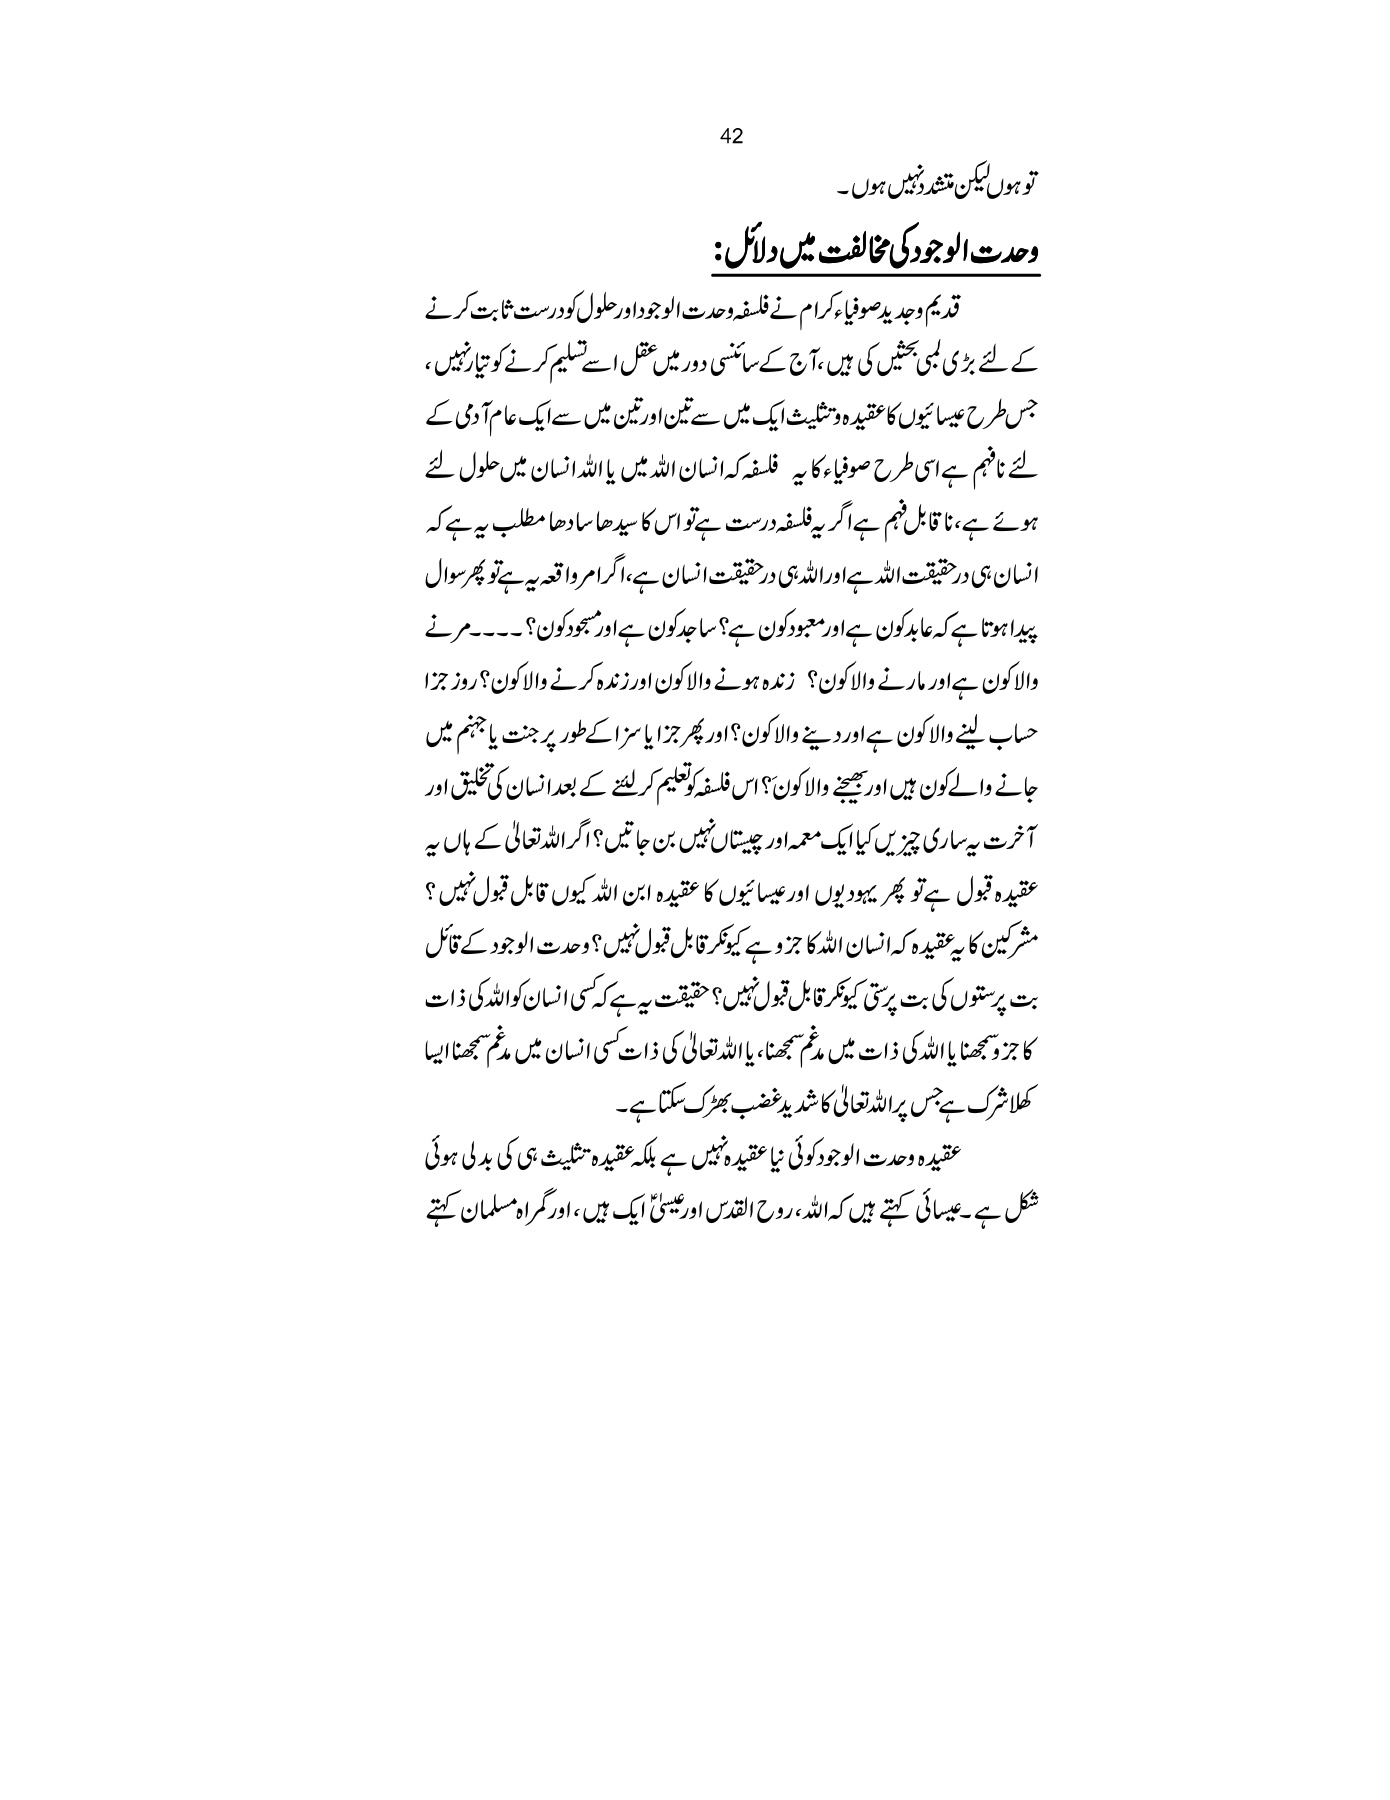 42
تو ہوں لیکن متشدد نہیں ہوں ۔
وحدت الوجود کی مخالفت میں دلائل :
قدیم و جدید صوفیاء کرام نے فلسفہ وحدت الوجود اور حلول کو درست ثابت کرنے
کے لئے بڑی لمبی بحثیں کی ہیں ، آج کے سائنسی دور میں عقل اسے تسلیم کرنے کو تیار نہیں ،
جس طرح عیسائیوں کا عقیدہ و تثلیث ایک میں سے تین اور تین میں سے ایک عام آدمی کے
لئے نافہم ہے اسی طرح صوفیاء کا یہ فلسفہ کہ انسان اللہ میں یا اللہ انسان میں حلول لئے
ہوئے ہے ، ناقابل فہم ہے اگر یہ فلسفہ درست ہے تو اس کا سیدھا سادھا مطلب یہ ہے کہ
انسان ہی درحقیقت اللہ ہے اور اللہ ہی درحقیقت انسان ہے ، اگر امر واقعہ یہ ہے تو پھر سوال
پیدا ہوتا ہے کہ عابد کون ہے اور معبود کون ہے ؟ ساجد کون ہے اور مسجود کون ؟ ۔۔۔۔ مرنے
والا کون ہے اور مارنے والا کون ؟ زندہ ہونے والا کون اور زندہ کرنے والا کون ؟ روز جزا
حساب لینے والا کون ہے اور دینے والا کون ؟ اور پھر جزا یا سزا کے طور پر جنت یا جہنم میں
جانے والے کون ہیں اور بھیجنے والا کونَ ؟ اس فلسفہ کو تعلیم کر لئنے کے بعد انسان کی تخلیق اور
آخرت یہ ساری چیزیں کیا ایک معمہ اور چیستاں نہیں بن جاتیں ؟ اگر اللہ تعالیٰ کے ہاں یہ
عقیدہ قبول ہے تو پھر یہودیوں اور عیسائیوں کا عقیدہ ابن اللہ کیوں قابل قبول نہیں ؟
مشرکین کا یہ عقیدہ کہ انسان اللہ کا جزو ہے کیونکر قابل قبول نہیں ؟ وحدت الوجود کے قائل
بت پرستوں کی بت پرستی کیونکر قابل قبول نہیں ؟ حقیقت یہ ہے کہ کسی انسان کو اللہ کی ذات
کا جزو سمجھنا یا اللہ کی ذات میں مدغم سمجھنا ، یا اللہ تعالیٰ کی ذات کسی انسان میں مدغم سمجھنا ایسا
کھلا شرک ہے جس پر اللہ تعالیٰ کا شدید غضب بھڑک سکتا ہے ۔
عقیدہ وحدت الوجود کوئی نیا عقیدہ نہیں ہے بلکہ عقیدہ تثلیث ہی کی بدلی ہوئی
شکل ہے ۔ عیسائی کہتے ہیں کہ اللہ ، روح القدس اور عیسیٰؑ ایک ہیں ، اور گمراہ مسلمان کہتے